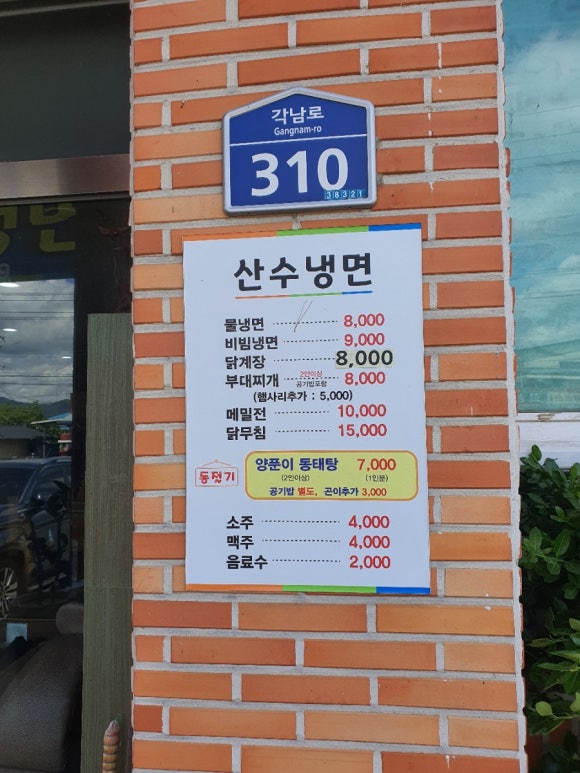 각남로
Gangnam-ro
310
38321
산수냉면
물냉면 8,000
비빔냉면 9,000
닭계장 8,000
부대찌개 2인이상 공기밥포함 8,000
(햄사리추가 : 5,000)
메밀전 10,000
닭무침 15,000
양푼이 동태탕 7,000
(2인이상) (1인분)
공기밥 별도, 곤이추가 3,000
소주 4,000
맥주 4,000
음료수 2,000